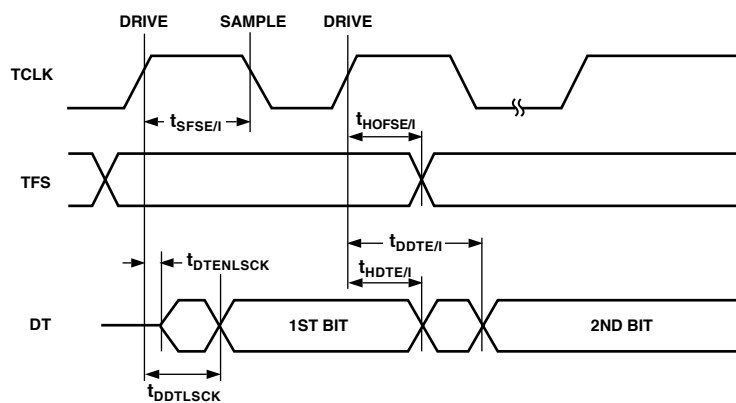 DRIVE SAMPLE DRIVE
TCLK
tSFSE/I
tHOFSE/I
TFS
tDDTE/I
tDTENLSCK
tHDTE/I
DT
1ST BIT
2ND BIT
tDDTLSCK